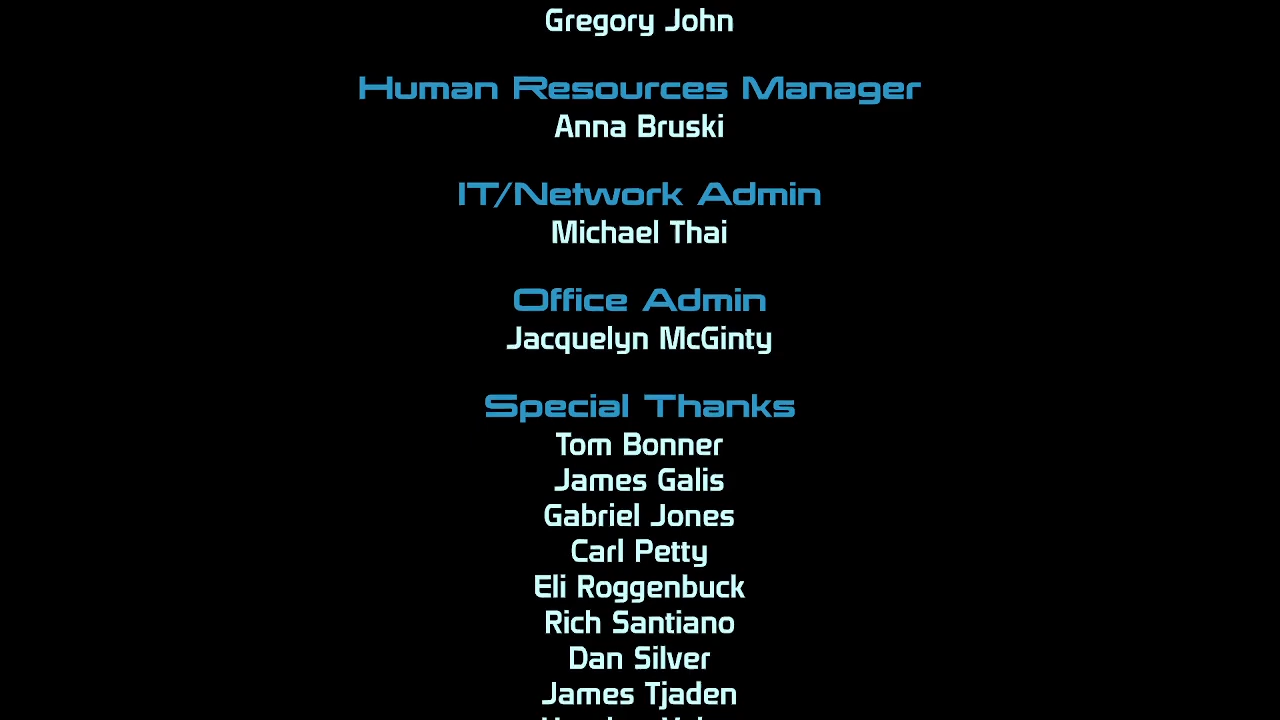 Gregory John
Human Resources Manager
Anna Bruski
IT/Network Admin
Michael Thai
Office Admin
Jacquelyn McGinty
Special Thanks
Tom Bonner
James Galis
Gabriel Jones
Carl Petty
Eli Roggenbuck
Rich Santiano
Dan Silver
James Tjaden